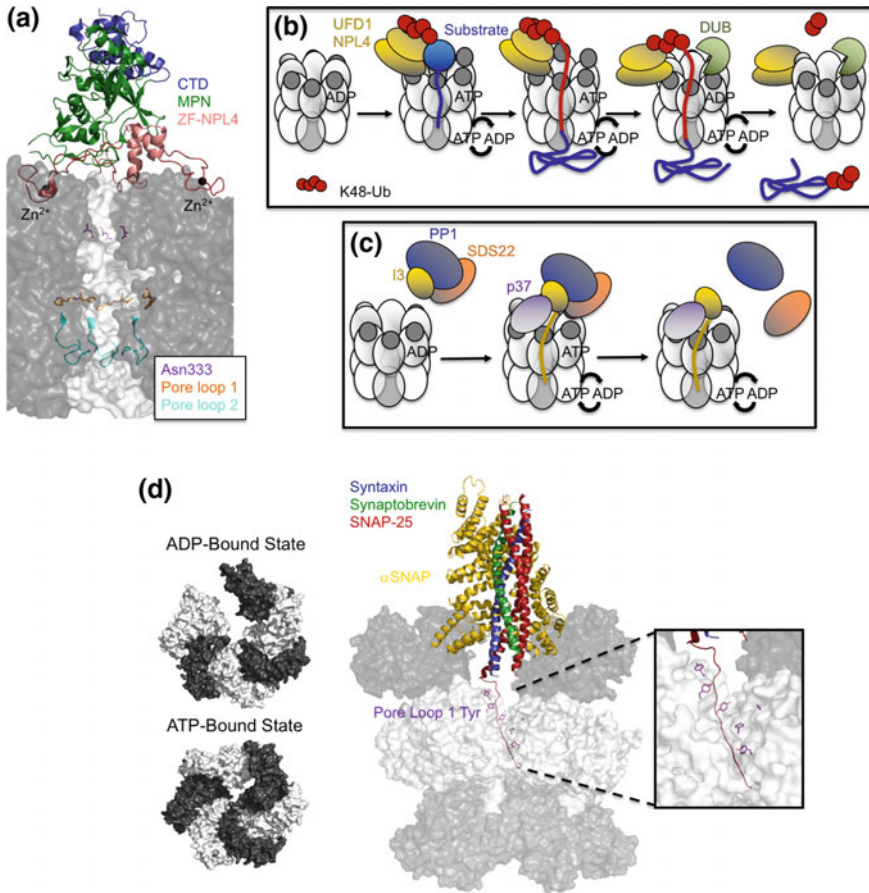 (a)
CTD
MPN
ZF-NPL4
Zn2+
Zn2+
Asn333
Pore loop 1
Pore loop 2
(b)
UFD1
NPL4
Substrate
DUB
ADP
ATP
ATP
ADP
ADP
ATP ADP
ATP ADP
ATP ADP
K48-Ub
(c)
PP1
SDS22
I3
p37
ADP
ATP
ATP ADP
ATP ADP
(d)
ADP-Bound State
ATP-Bound State
Syntaxin
Synaptobrevin
SNAP-25
αSNAP
Pore Loop 1 Tyr